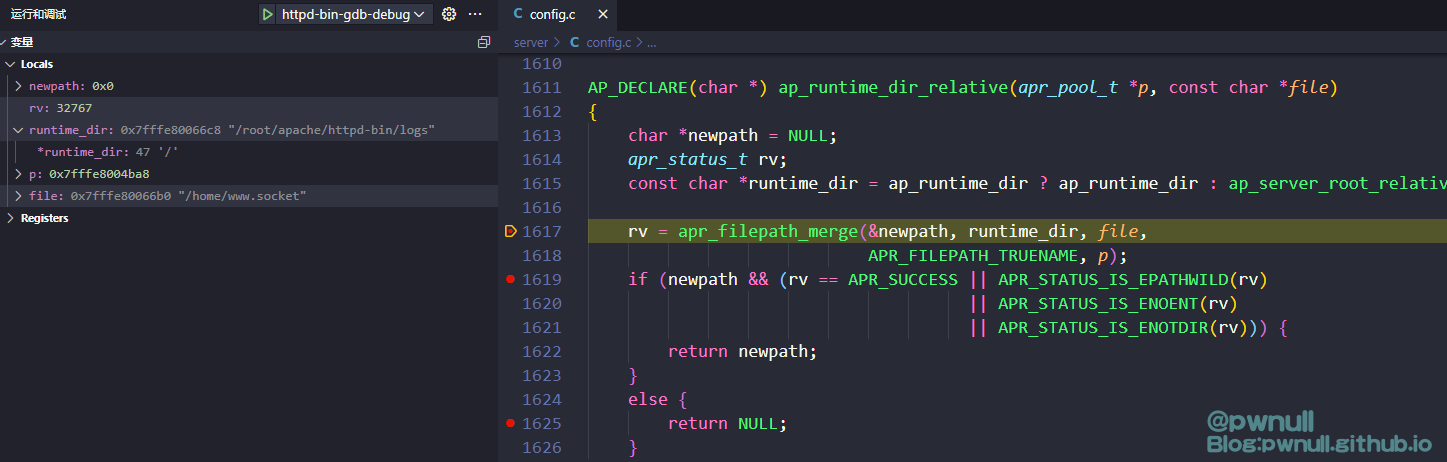 运行和调试
httpd-bin-gdb-debug
变量
Locals
newpath: 0x0
rv: 32767
runtime_dir: 0x7fffe80066c8 "/root/apache/httpd-bin/logs"
*runtime_dir: 47 '/'
p: 0x7fffe8004ba8
file: 0x7fffe80066b0 "/home/www.socket"
Registers
C config.c
server > C config.c > ...
1610
1611 AP_DECLARE(char *) ap_runtime_dir_relative(apr_pool_t *p, const char *file)
1612 {
1613     char *newpath = NULL;
1614     apr_status_t rv;
1615     const char *runtime_dir = ap_runtime_dir ? ap_runtime_dir : ap_server_root_relative
1616
1617     rv = apr_filepath_merge(&newpath, runtime_dir, file,
1618                             APR_FILEPATH_TRUENAME, p);
1619     if (newpath && (rv == APR_SUCCESS || APR_STATUS_IS_EPATHWILD(rv)
1620                                       || APR_STATUS_IS_ENOENT(rv)
1621                                       || APR_STATUS_IS_ENOTDIR(rv))) {
1622         return newpath;
1623     }
1624     else {
1625         return NULL;
1626     }
@pwnull
Blog:pwnull.github.io